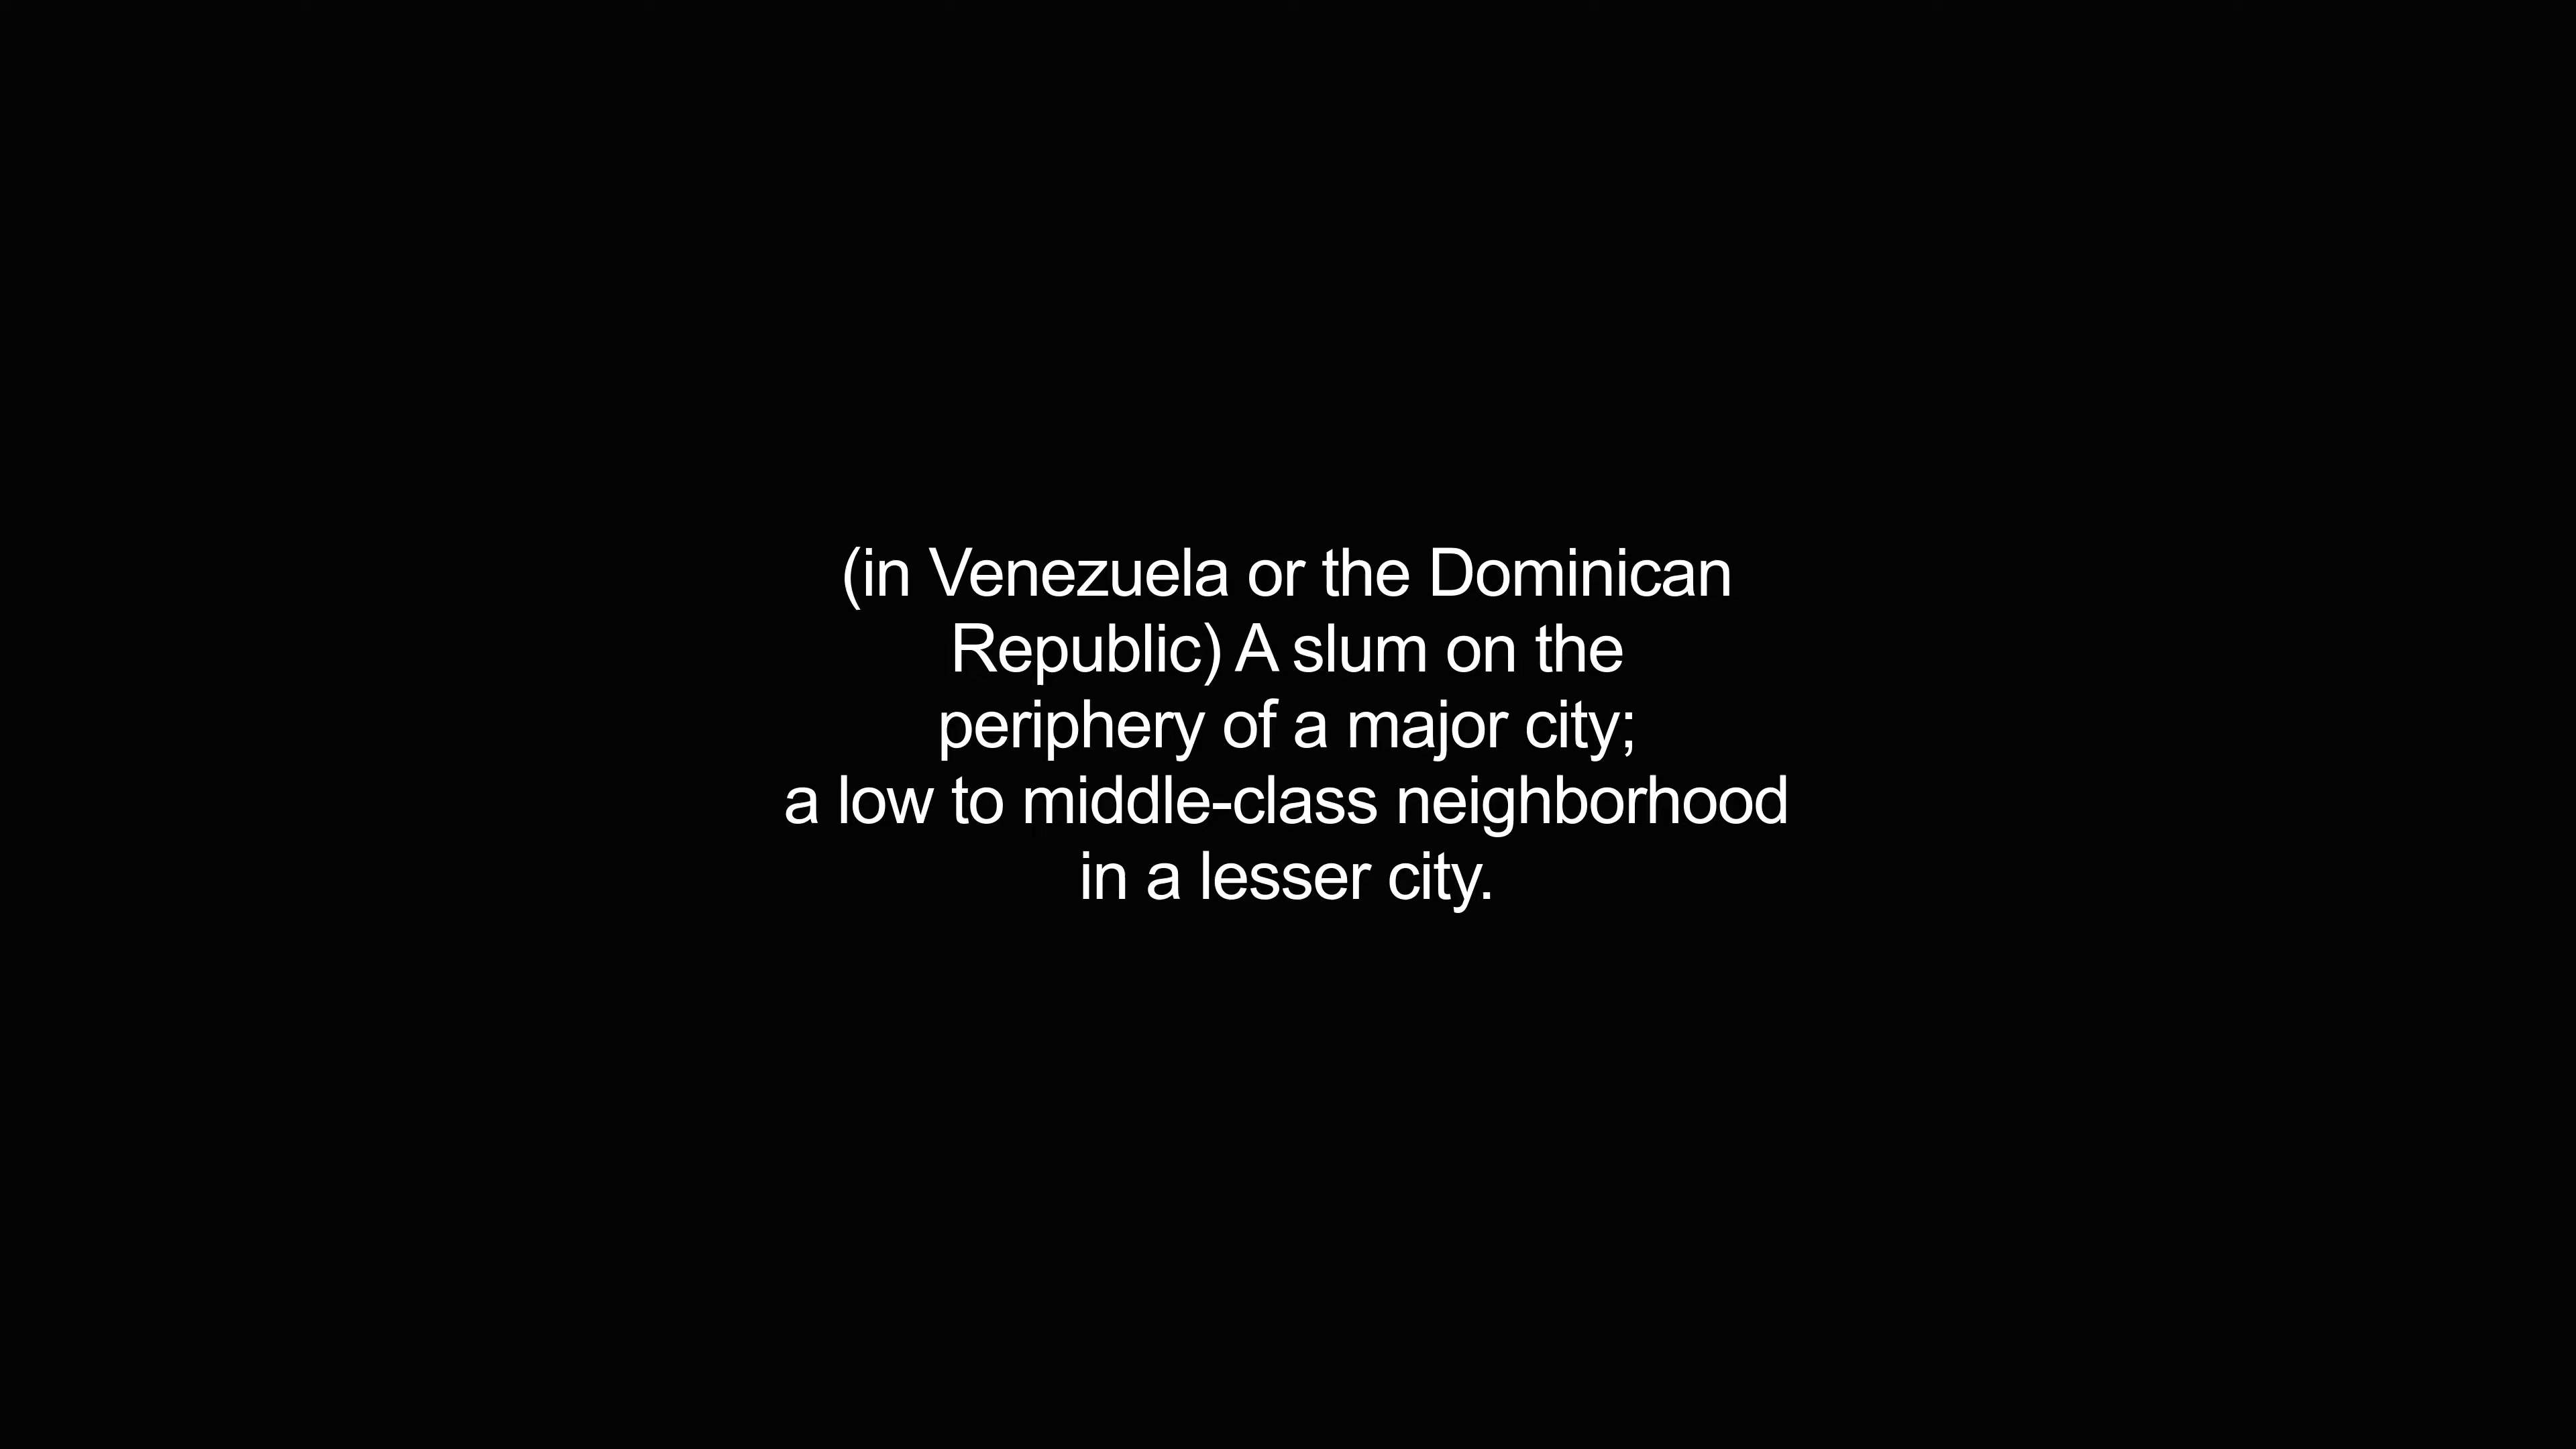 (in Venezuela or the Dominican
Republic) A slum on the
periphery of a major city;
a low to middle-class neighborhood
in a lesser city.